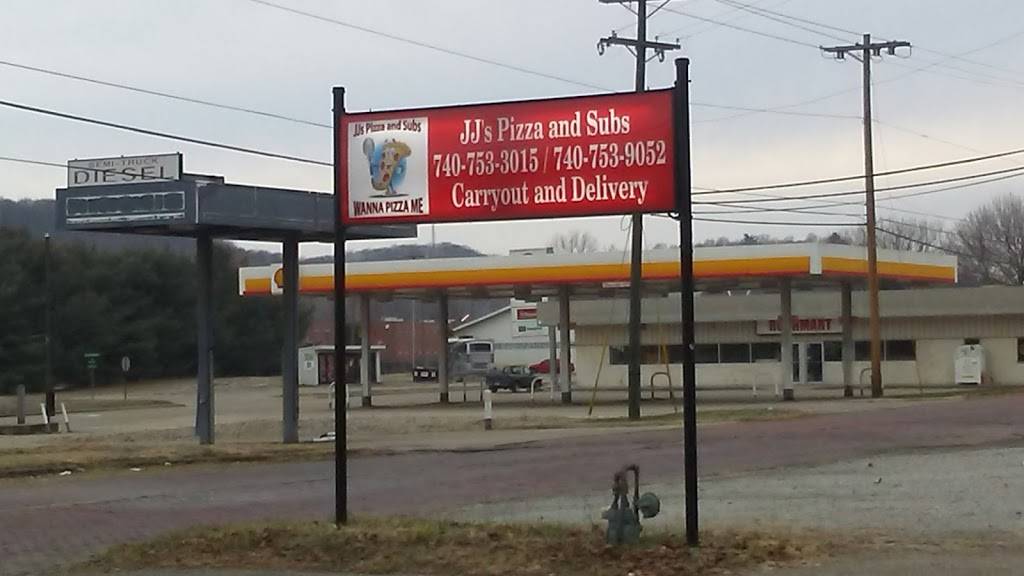 JJs Pizza and Subs
WANNA PIZZA ME
JJ's Pizza and Subs
740-753-3015 / 740-753-9052
Carryout and Delivery
SEMI-TRUCK
DIESEL